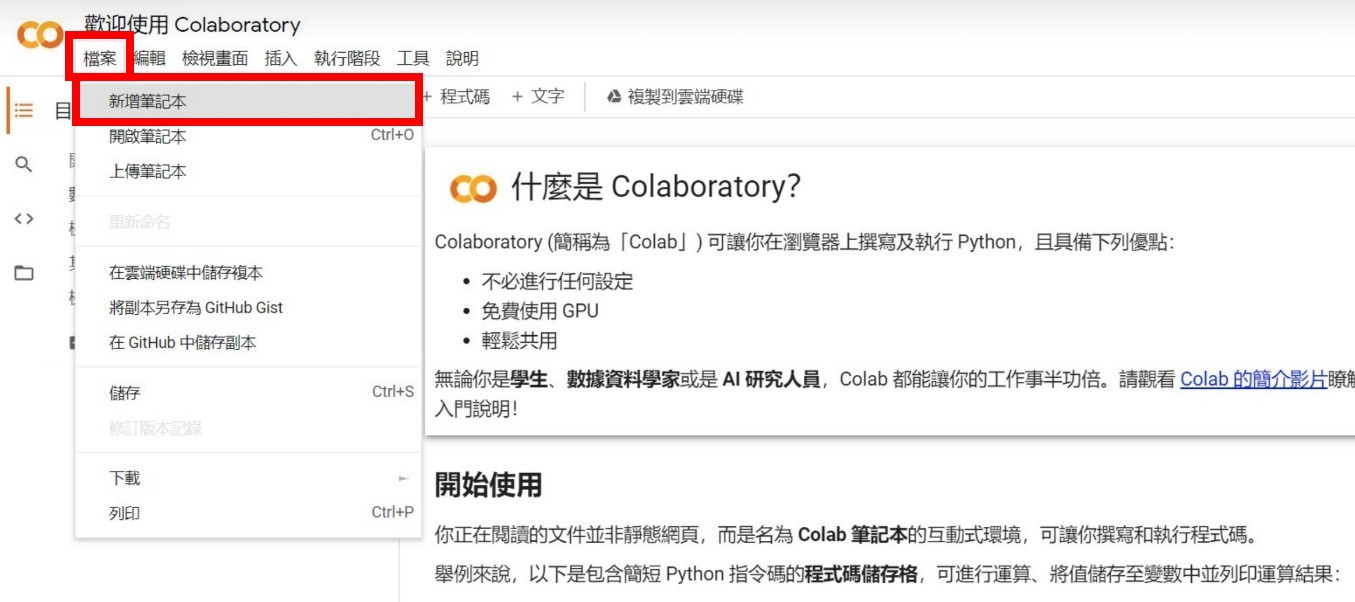 歡迎使用 Colaboratory
檔案 編輯 檢視畫面 插入 執行階段 工具 說明
+ 程式碼 + 文字 複製到雲端硬碟
目
新增筆記本
開啟筆記本 Ctrl+O
上傳筆記本
重新命名
在雲端硬碟中儲存複本
將副本另存為 GitHub Gist
在 GitHub 中儲存副本
儲存 Ctrl+S
修訂版本記錄
下載
列印 Ctrl+P
什麼是 Colaboratory？
Colaboratory (簡稱為「Colab」) 可讓你在瀏覽器上撰寫及執行 Python，且具備下列優點：
• 不必進行任何設定
• 免費使用 GPU
• 輕鬆共用
無論你是學生、數據資料學家或是 AI 研究人員，Colab 都能讓你的工作事半功倍。請觀看 Colab 的簡介影片瞭解
入門說明！
開始使用
你正在閱讀的文件並非靜態網頁，而是名為 Colab 筆記本的互動式環境，可讓你撰寫和執行程式碼。
舉例來說，以下是包含簡短 Python 指令碼的程式碼儲存格，可進行運算、將值儲存至變數中並列印運算結果：